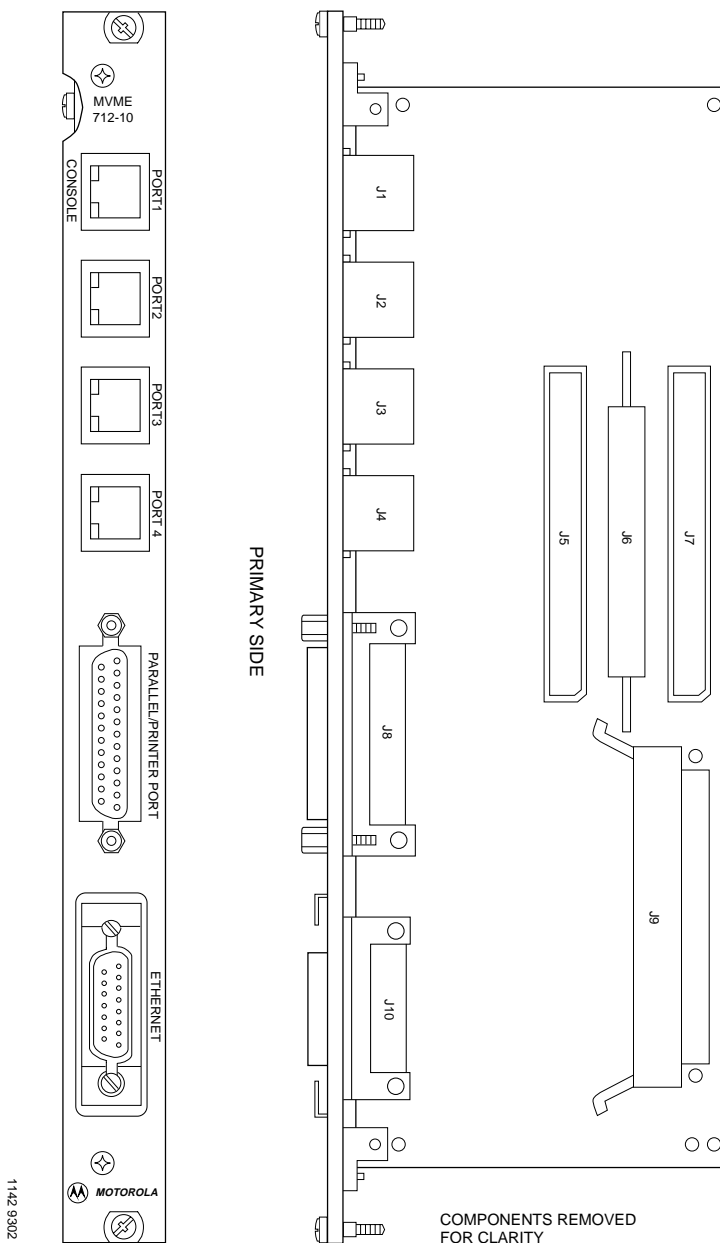 MVME
712-10
CONSOLE
PORT1
PORT2
PORT3
PORT 4
PARALLEL/PRINTER PORT
ETHERNET
MOTOROLA
PRIMARY SIDE
J1
J2
J3
J4
J5
J6
J7
J8
J9
J10
COMPONENTS REMOVED
FOR CLARITY
1142 9302